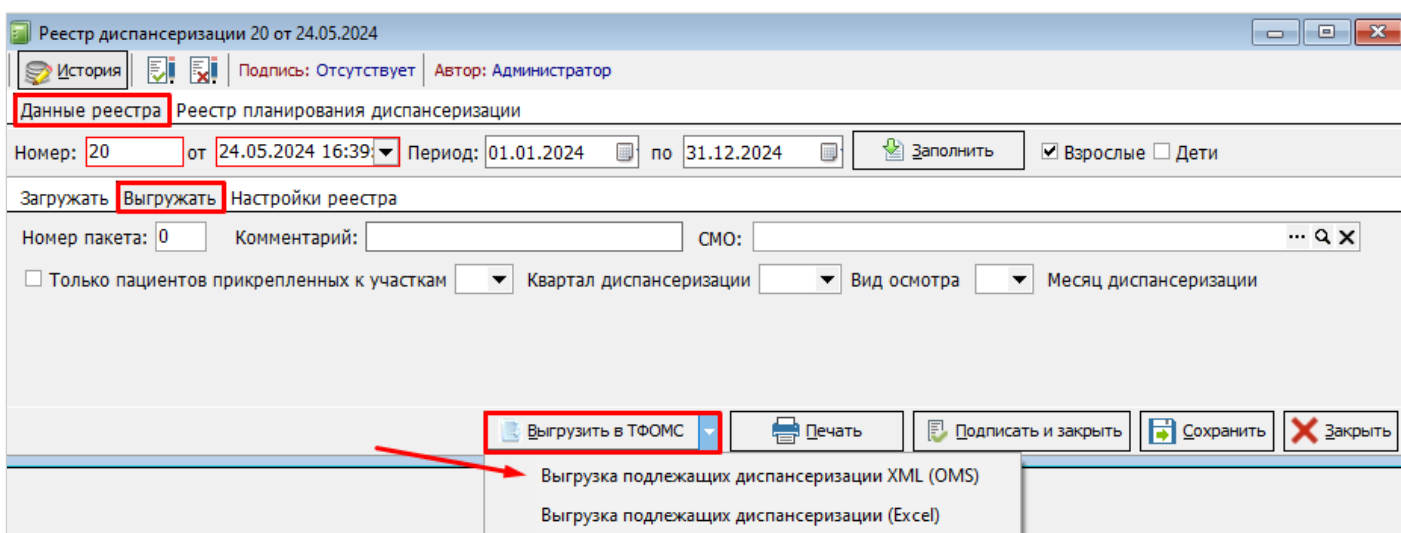 Реестр диспансеризации 20 от 24.05.2024
История Подпись: Отсутствует Автор: Администратор
Данные реестра Реестр планирования диспансеризации
Номер: 20 от 24.05.2024 16:39: Период: 01.01.2024 по 31.12.2024 Заполнить Взрослые Дети
Загружать Выгружать Настройки реестра
Номер пакета: 0 Комментарий: СМО: ...
Только пациентов прикрепленных к участкам Квартал диспансеризации Вид осмотра Месяц диспансеризации
Выгрузить в ТФОМС Печать Подписать и закрыть Сохранить Закрыть
Выгрузка подлежащих диспансеризации XML (OMS)
Выгрузка подлежащих диспансеризации (Excel)